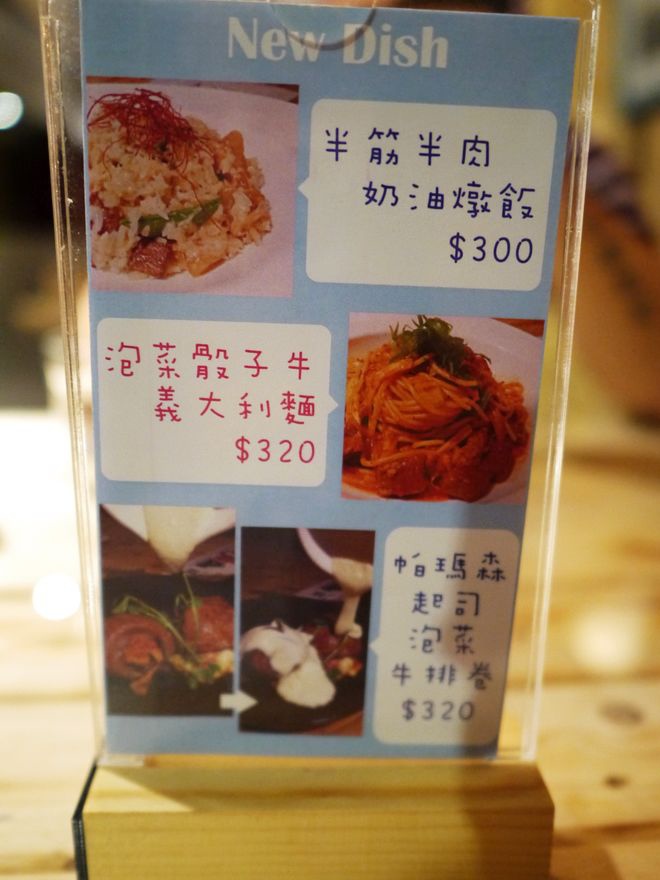 New Dish
半筋半肉
奶油燉飯
$300
泡菜骰子牛
義大利麵
$320
帕瑪森
起司
泡菜
牛排卷
$320